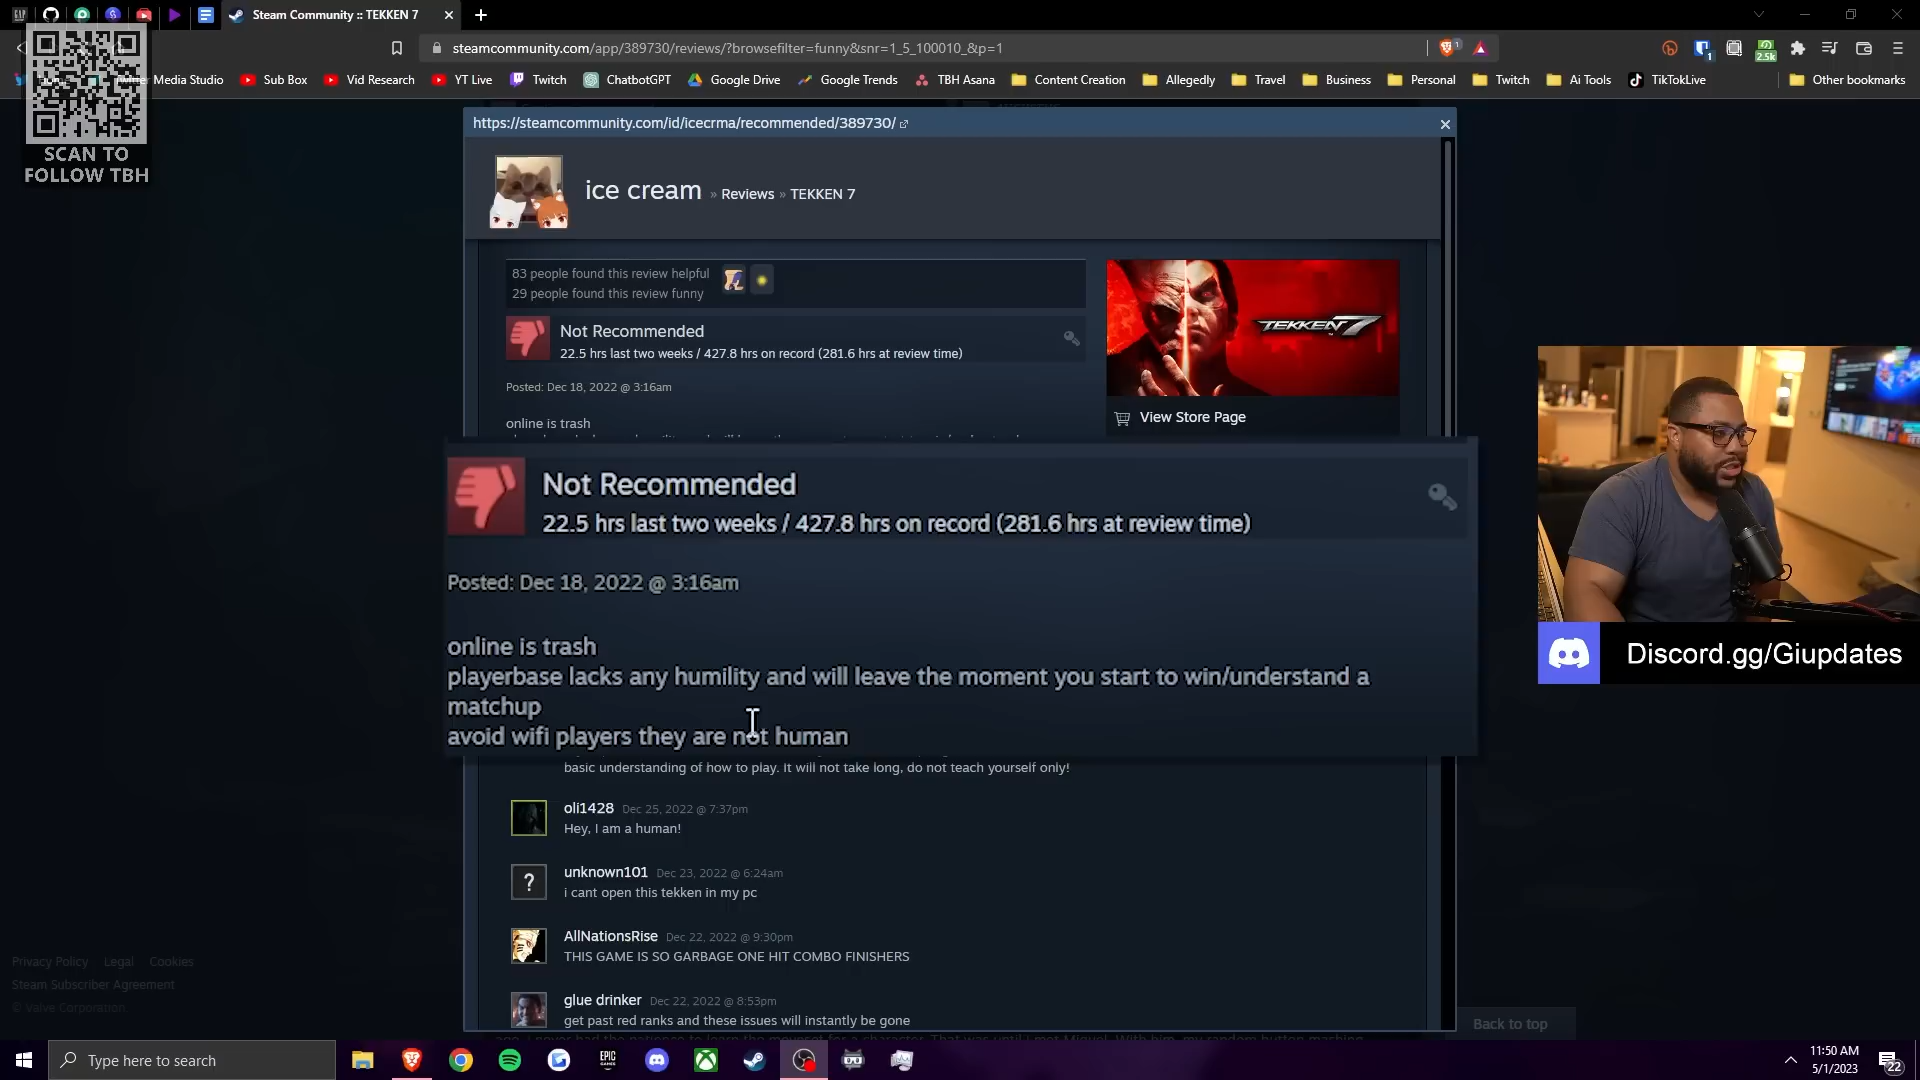 Steam Community :: TEKKEN 7
steamcommunity.com/app/389730/reviews/?browsefilter=funny&snr=1_5_100010_&p=1
1
1
2.5k
Media Studio
Sub Box
Vid Research
YT Live
Twitch
ChatbotGPT
Google Drive
Google Trends
TBH Asana
Content Creation
Allegedly
Travel
Business
Personal
Twitch
Ai Tools
TikTokLive
Other bookmarks
SCAN TO
FOLLOW TBH
https://steamcommunity.com/id/icecrma/recommended/389730/
ice cream » Reviews » TEKKEN 7
83 people found this review helpful
29 people found this review funny
Not Recommended
22.5 hrs last two weeks / 427.8 hrs on record (281.6 hrs at review time)
Posted: Dec 18, 2022 @ 3:16am
online is trash
TEKKEN 7
View Store Page
Not Recommended
22.5 hrs last two weeks / 427.8 hrs on record (281.6 hrs at review time)
Posted: Dec 18, 2022 @ 3:16am
online is trash
playerbase lacks any humility and will leave the moment you start to win/understand a
matchup
avoid wifi players they are not human
Discord.gg/Giupdates
basic understanding of how to play. It will not take long, do not teach yourself only!
oli1428 Dec 25, 2022 @ 7:37pm
Hey, I am a human!
?
unknown101 Dec 23, 2022 @ 6:24am
i cant open this tekken in my pc
AllNationsRise Dec 22, 2022 @ 9:30pm
THIS GAME IS SO GARBAGE ONE HIT COMBO FINISHERS
glue drinker Dec 22, 2022 @ 8:53pm
get past red ranks and these issues will instantly be gone
Privacy Policy Legal Cookies
Steam Subscriber Agreement
© Valve Corporation
Back to top
Type here to search
EPIC
GAMES
11:50 AM
5/1/2023
22